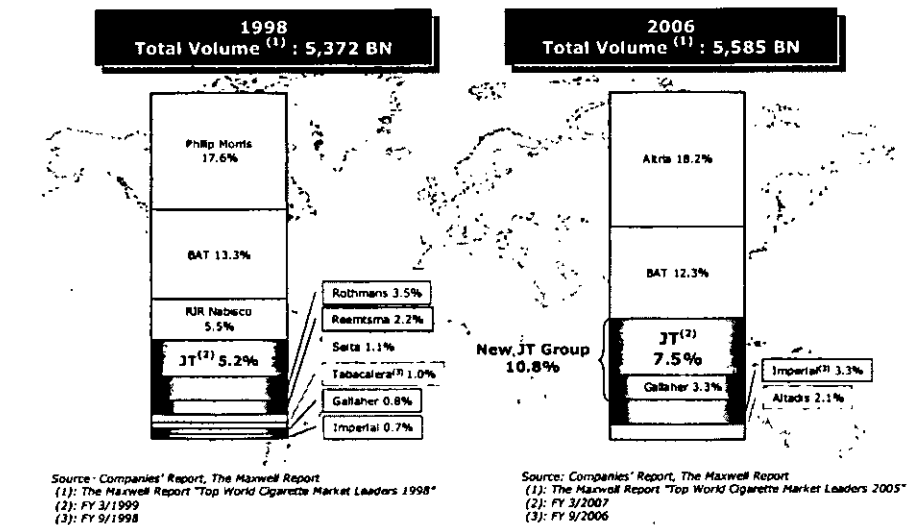 1998
Total Volume (1) : 5,372 BN
Philip Morris
17.6%
BAT 13.3%
RJR Nabisco
5.5%
JT(2) 5.2%
Rothmans 3.5%
Reemtsma 2.2%
Seita 1.1%
Tabacalera(3) 1.0%
Gallaher 0.8%
Imperial 0.7%
Source: Companies' Report, The Maxwell Report
(1): The Maxwell Report "Top World Cigarette Market Leaders 1998"
(2): FY 3/1999
(3): FY 9/1998
2006
Total Volume (1) : 5,585 BN
Altria 18.2%
BAT 12.3%
New JT Group
10.8%
JT(2)
7.5%
Gallaher 3.3%
Imperial(3) 3.3%
Altadis 2.1%
Source: Companies' Report, The Maxwell Report
(1): The Maxwell Report "Top World Cigarette Market Leaders 2005"
(2): FY 3/2007
(3): FY 9/2006